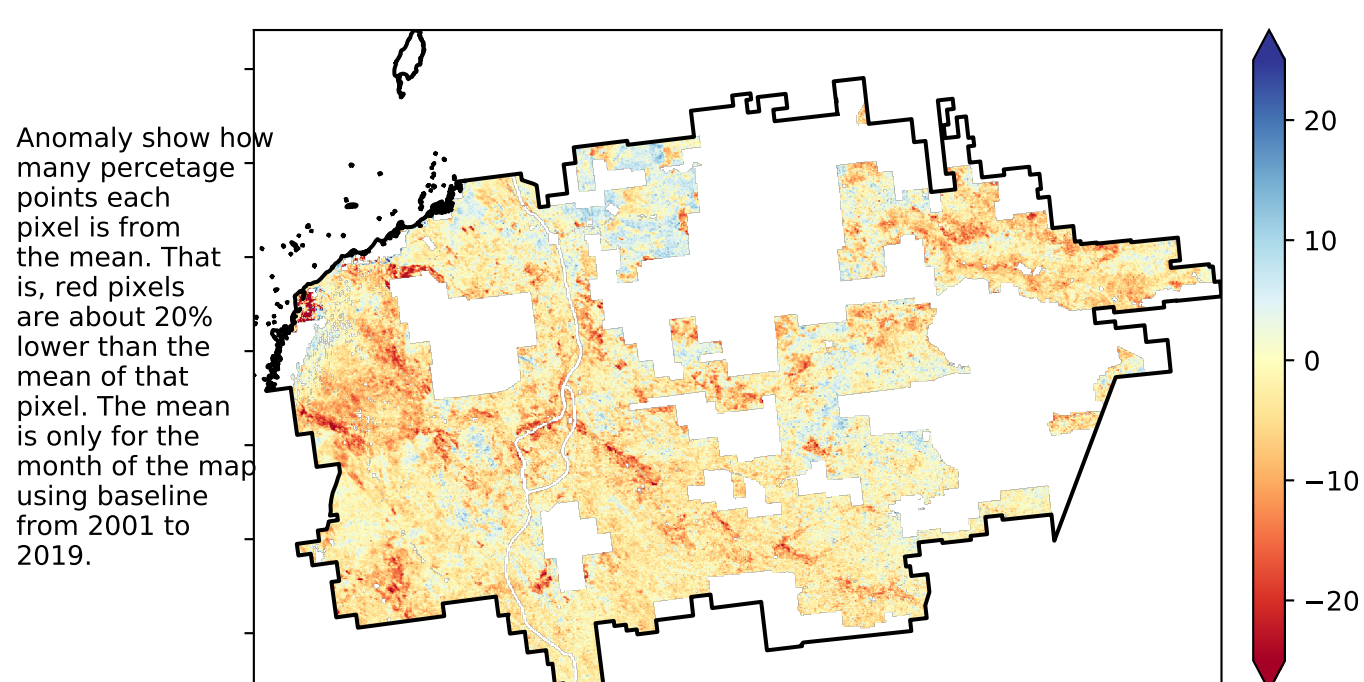 Anomaly show how
many percetage
points each
pixel is from
the mean. That
is, red pixels
are about 20%
lower than the
mean of that
pixel. The mean
is only for the
month of the map
using baseline
from 2001 to
2019.
20
10
0
−10
−20